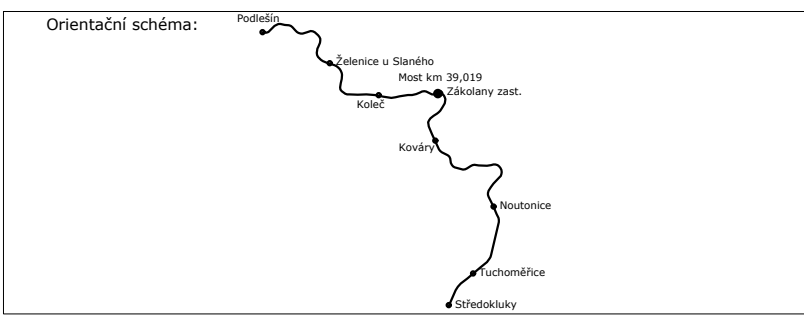 Orientační schéma:
Podlešín
Želenice u Slaného
Most km 39,019
Zákolany zast.
Koleč
Kováry
Noutonice
Tuchoměřice
Středokluky